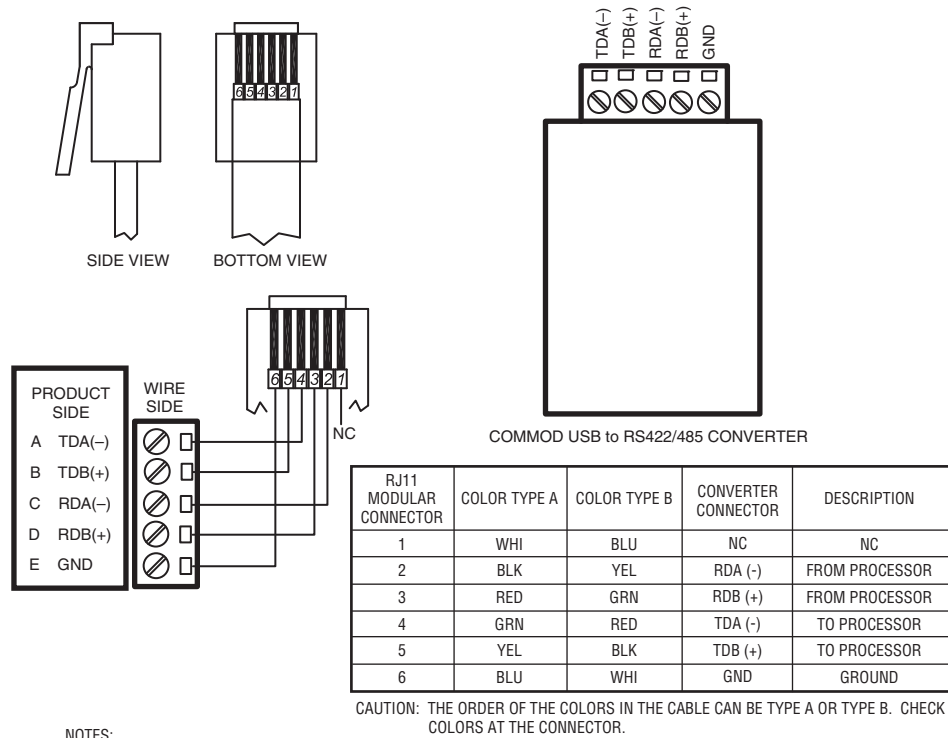 TDA(–)
TDB(+)
RDA(–)
RDB(+)
GND
6 5 4 3 2 1
SIDE VIEW
BOTTOM VIEW
6 5 4 3 2 1
NC
PRODUCT
SIDE
WIRE
SIDE
A TDA(–)
B TDB(+)
C RDA(–)
D RDB(+)
E GND
COMMOD USB to RS422/485 CONVERTER
RJ11
MODULAR
CONNECTOR
COLOR TYPE A
COLOR TYPE B
CONVERTER
CONNECTOR
DESCRIPTION
1 WHI BLU NC NC
2 BLK YEL RDA (-) FROM PROCESSOR
3 RED GRN RDB (+) FROM PROCESSOR
4 GRN RED TDA (-) TO PROCESSOR
5 YEL BLK TDB (+) TO PROCESSOR
6 BLU WHI GND GROUND
CAUTION: THE ORDER OF THE COLORS IN THE CABLE CAN BE TYPE A OR TYPE B. CHECK
COLORS AT THE CONNECTOR.
NOTES: